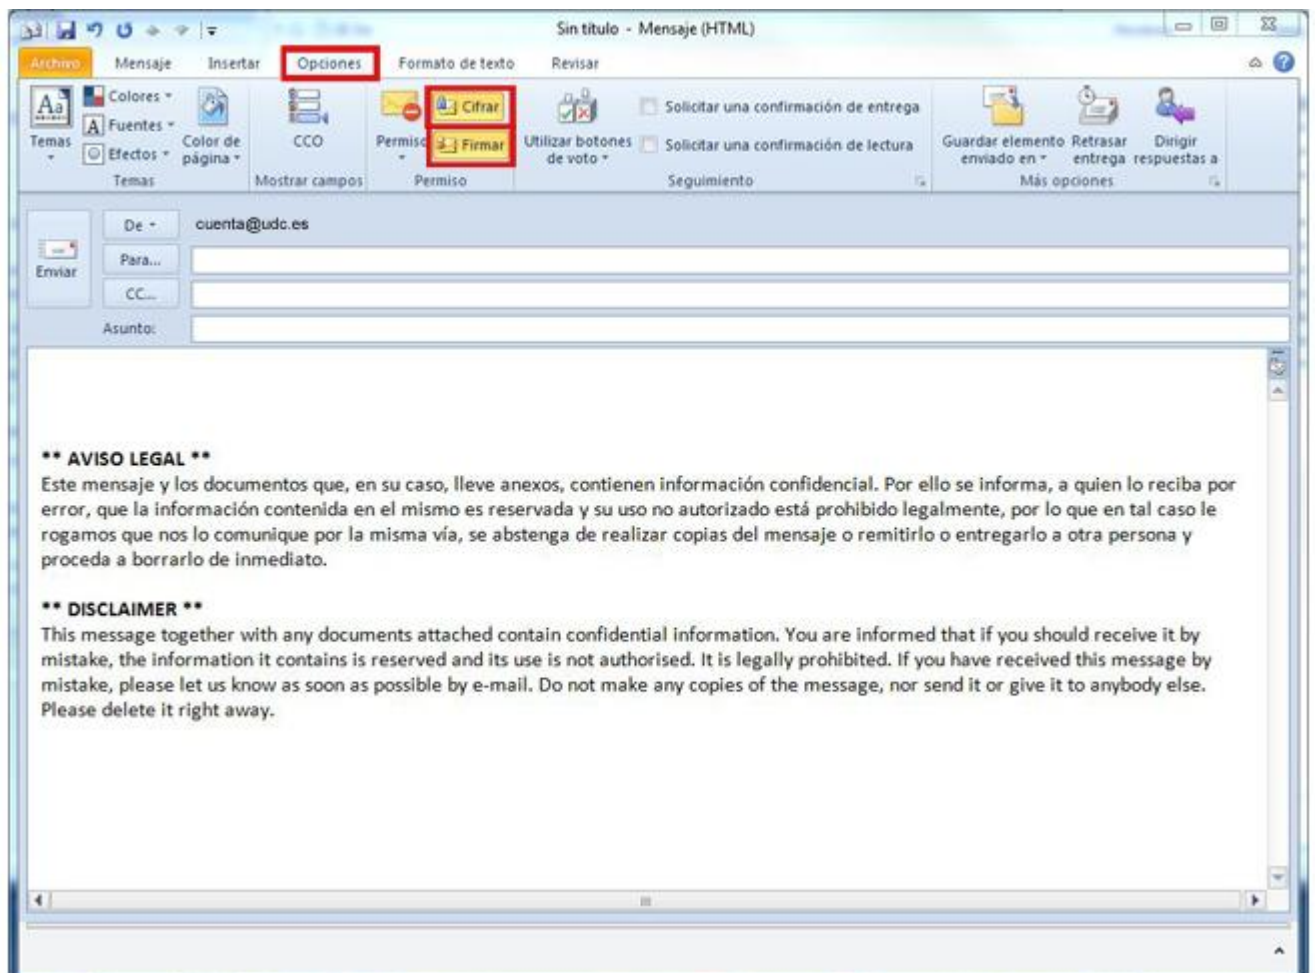 Sin título - Mensaje (HTML)
Archivo Mensaje Insertar Opciones Formato de texto Revisar
Temas
Colores
Fuentes
Efectos
Color de
página
Temas
CCO
Mostrar campos
Permiso
Cifrar
Firmar
Permiso
Utilizar botones
de voto
Solicitar una confirmación de entrega
Solicitar una confirmación de lectura
Seguimiento
Guardar elemento
enviado en
Retrasar
entrega
Dirigir
respuestas a
Más opciones
Enviar
De cuenta@udc.es
Para...
CC...
Asunto:
** AVISO LEGAL **
Este mensaje y los documentos que, en su caso, lleve anexos, contienen información confidencial. Por ello se informa, a quien lo reciba por
error, que la información contenida en el mismo es reservada y su uso no autorizado está prohibido legalmente, por lo que en tal caso le
rogamos que nos lo comunique por la misma vía, se abstenga de realizar copias del mensaje o remitirlo o entregarlo a otra persona y
proceda a borrarlo de inmediato.
** DISCLAIMER **
This message together with any documents attached contain confidential information. You are informed that if you should receive it by
mistake, the information it contains is reserved and its use is not authorised. It is legally prohibited. If you have received this message by
mistake, please let us know as soon as possible by e-mail. Do not make any copies of the message, nor send it or give it to anybody else.
Please delete it right away.